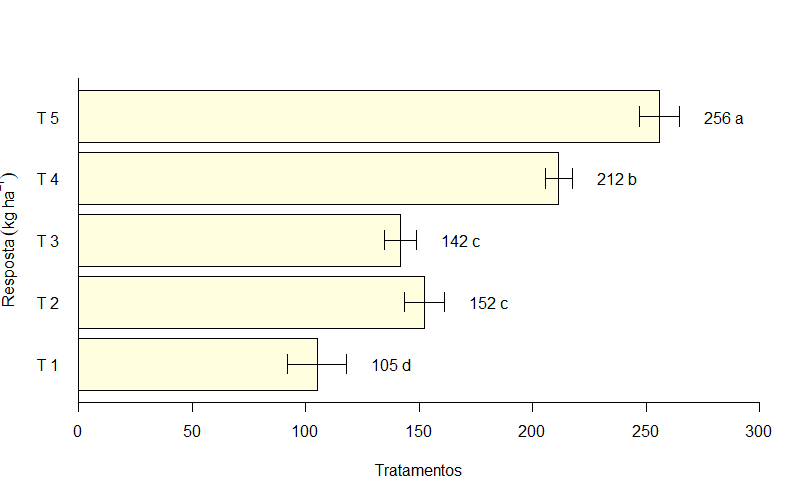 T 5
256 a
T 4
212 b
T 3
142 c
T 2
152 c
T 1
105 d
Resposta (kg ha⁻¹)
0 50 100 150 200 250 300
Tratamentos